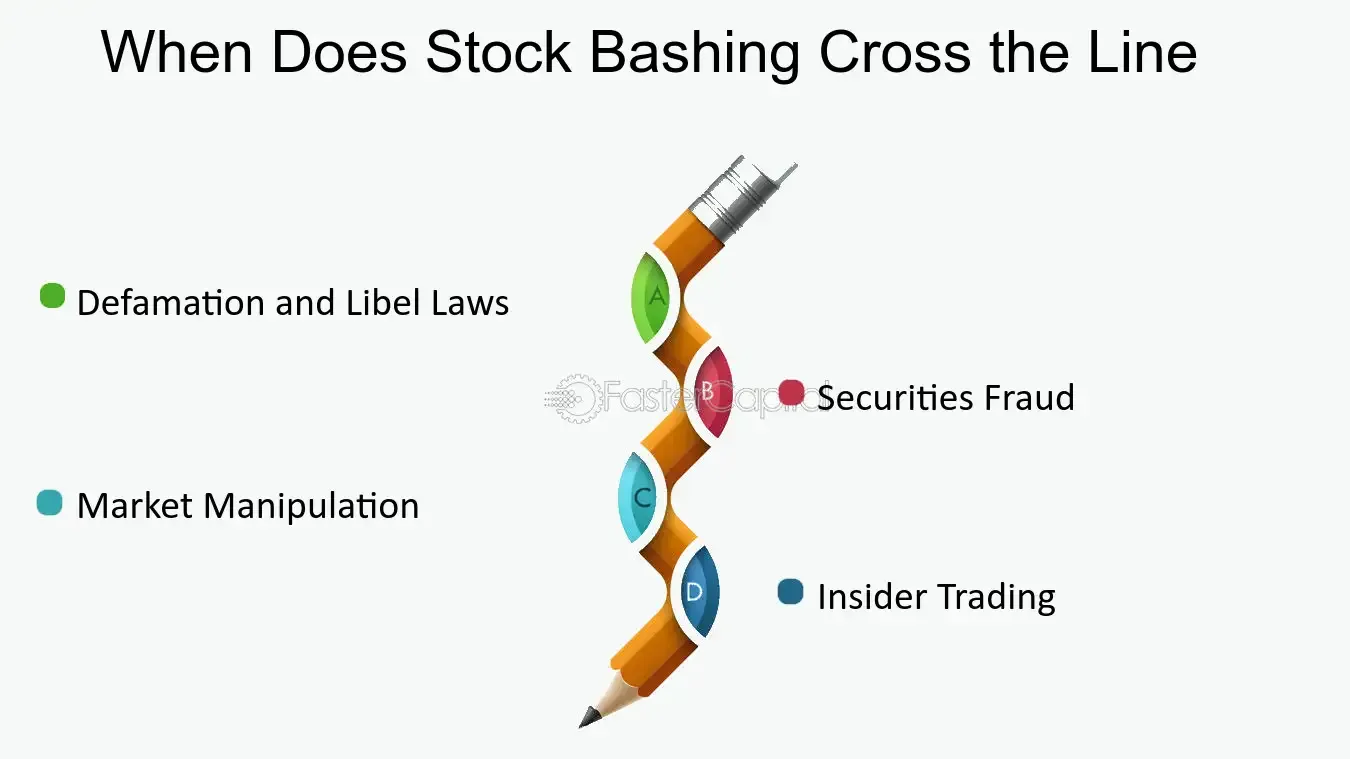 When Does Stock Bashing Cross the Line
A
Defamation and Libel Laws
B
FasterCapital
Securities Fraud
C
Market Manipulation
D
Insider Trading